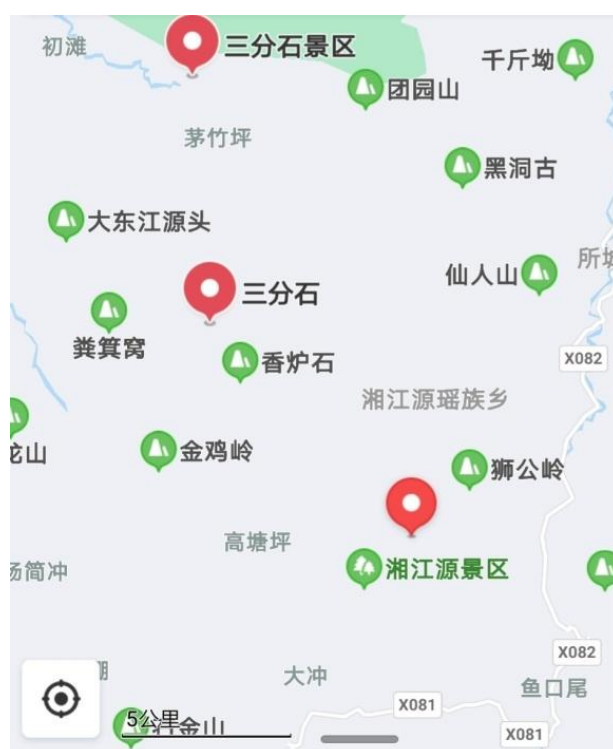 初滩
三分石景区
千斤坳
团园山
茅竹坪
黑洞古
大东江源头
仙人山
三分石
粪箕窝
X082
香炉石
湘江源瑶族乡
金鸡岭
狮公岭
高塘坪
湘江源景区
X082
大冲
鱼口尾
X081
5公里
X081